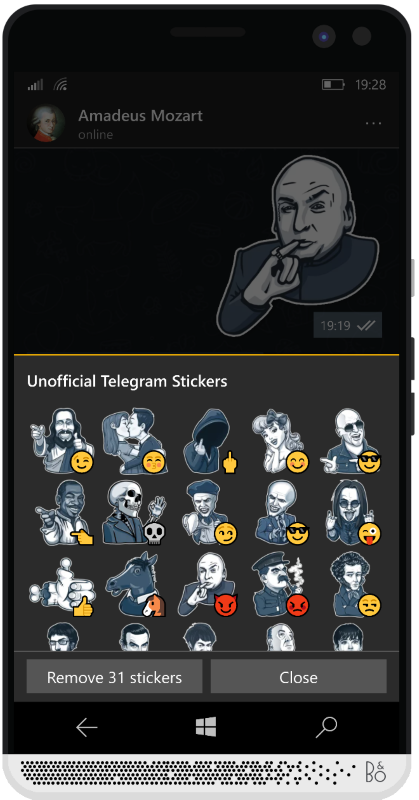 19:28
Amadeus Mozart
online
19:19
Unofficial Telegram Stickers
Remove 31 stickers
Close
B&O